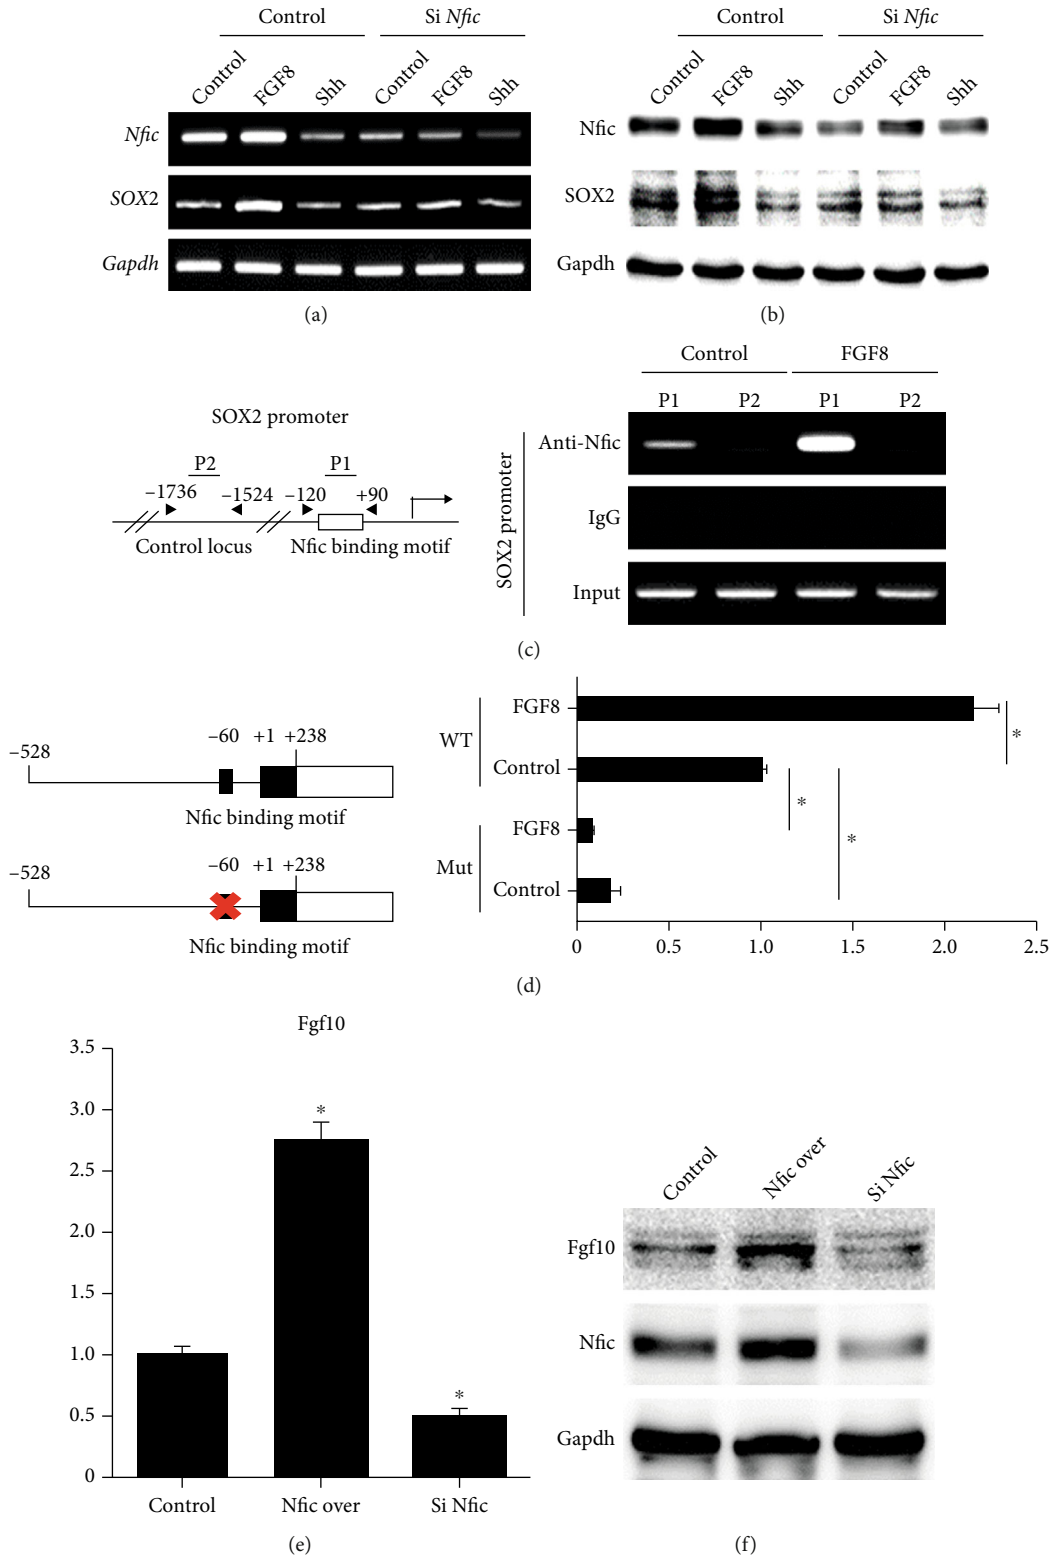 Control
Si Nfic
Control
FGF8
Shh
Control
FGF8
Shh
Nfic
SOX2
Gapdh
(a)
Control
Si Nfic
Control
FGF8
Shh
Control
FGF8
Shh
Nfic
SOX2
Gapdh
(b)
SOX2 promoter
P2
P1
–1736
–1524
–120
+90
Control locus
Nfic binding motif
Control
FGF8
P1
P2
P1
P2
SOX2 promoter
Anti-Nfic
IgG
Input
(c)
–528
–60
+1
+238
Nfic binding motif
–528
–60
+1
+238
Nfic binding motif
WT
FGF8
Control
Mut
FGF8
Control
*
*
*
0
0.5
1.0
1.5
2.0
2.5
(d)
Fgf10
3.5
3.0
2.5
2.0
1.5
1.0
0.5
0
*
*
Control
Nfic over
Si Nfic
(e)
Control
Nfic over
Si Nfic
Fgf10
Nfic
Gapdh
(f)